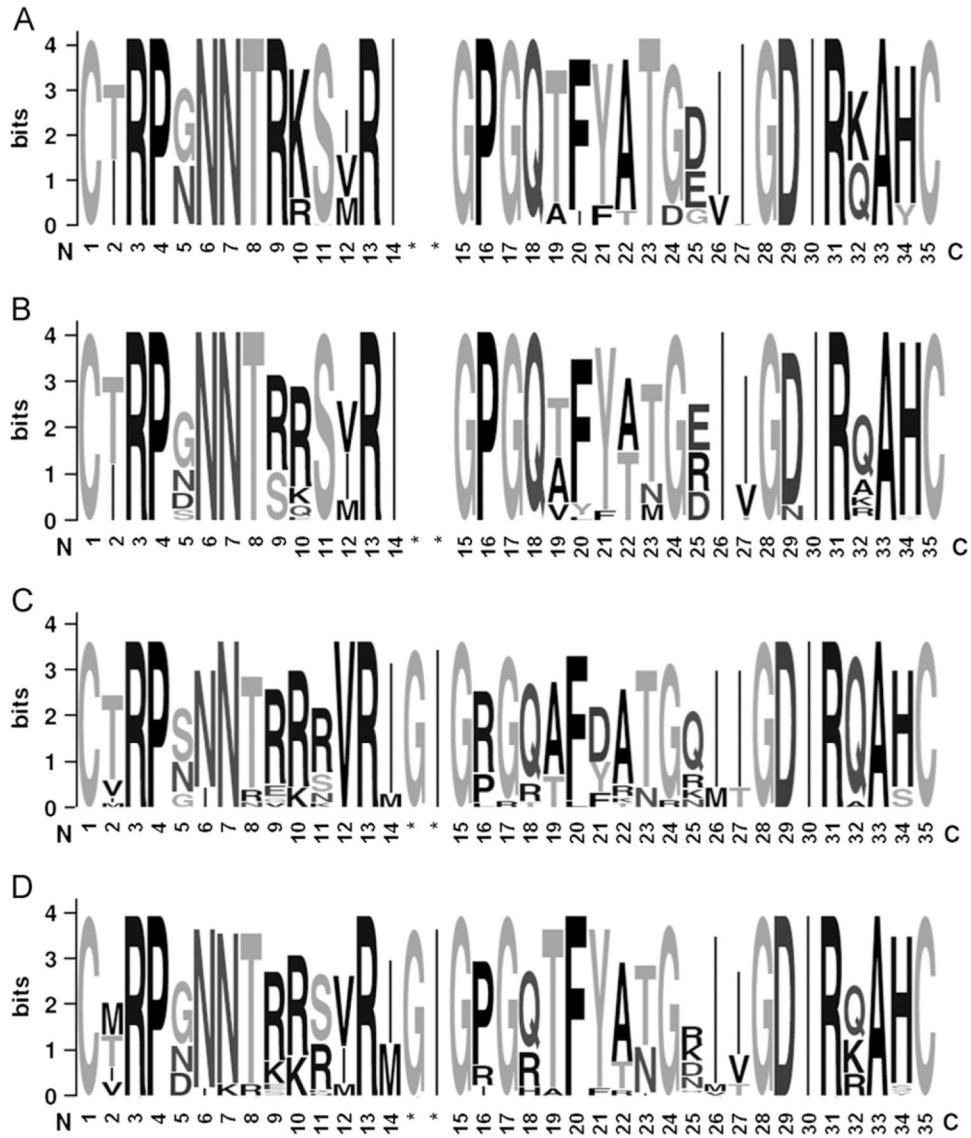 A
4
3
2
1
0
bits
CTRPGNNTRKSIRI GPGQTFYATGDIIGDIRKAHC
I N R V A I F T D E V Q Y
M G
N 1 2 3 4 5 6 7 8 9 10 11 12 13 14 * * 15 16 17 18 19 20 21 22 23 24 25 26 27 28 29 30 31 32 33 34 35 C
B
4
3
2
1
0
bits
CTRPGNNTRRSVRI GPGQTFYATGEIIGDIRQAHC
I N S K I A Y F T N R V N A
D Q M V M D K
S R
N 1 2 3 4 5 6 7 8 9 10 11 12 13 14 * * 15 16 17 18 19 20 21 22 23 24 25 26 27 28 29 30 31 32 33 34 35 C
C
4
3
2
1
0
bits
CTRPSNNTRRRVRIGIGRGQAFDATGQIIGDIRQAHC
V N I R E K S M P R R T L Y R N R R M T A S
G N K
N 1 2 3 4 5 6 7 8 9 10 11 12 13 14 * * 15 16 17 18 19 20 21 22 23 24 25 26 27 28 29 30 31 32 33 34 35 C
D
4
3
2
1
0
bits
CMRPGNNTRRSVRIGIGPGQTFYATGRIIGDIRQAHC
T N I K R K K R I M R R A F T N K M V K S
I D M I D T R
V N
N 1 2 3 4 5 6 7 8 9 10 11 12 13 14 * * 15 16 17 18 19 20 21 22 23 24 25 26 27 28 29 30 31 32 33 34 35 C